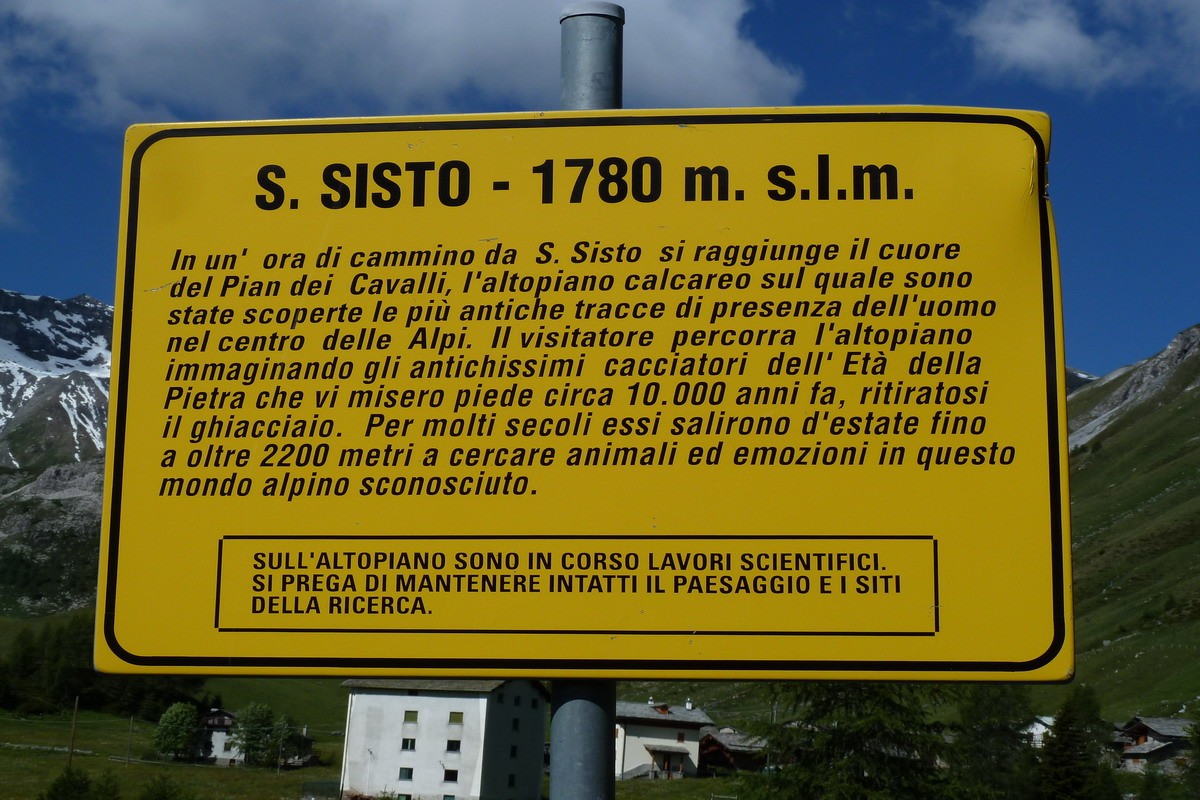 S. SISTO - 1780 m. s.l.m.
In un' ora di cammino da S. Sisto si raggiunge il cuore
del Pian dei Cavalli, l'altopiano calcareo sul quale sono
state scoperte le più antiche tracce di presenza dell'uomo
nel centro delle Alpi. Il visitatore percorra l'altopiano
immaginando gli antichissimi cacciatori dell' Età della
Pietra che vi misero piede circa 10.000 anni fa, ritiratosi
il ghiacciaio. Per molti secoli essi salirono d'estate fino
a oltre 2200 metri a cercare animali ed emozioni in questo
mondo alpino sconosciuto.
SULL'ALTOPIANO SONO IN CORSO LAVORI SCIENTIFICI.
SI PREGA DI MANTENERE INTATTI IL PAESAGGIO E I SITI
DELLA RICERCA.